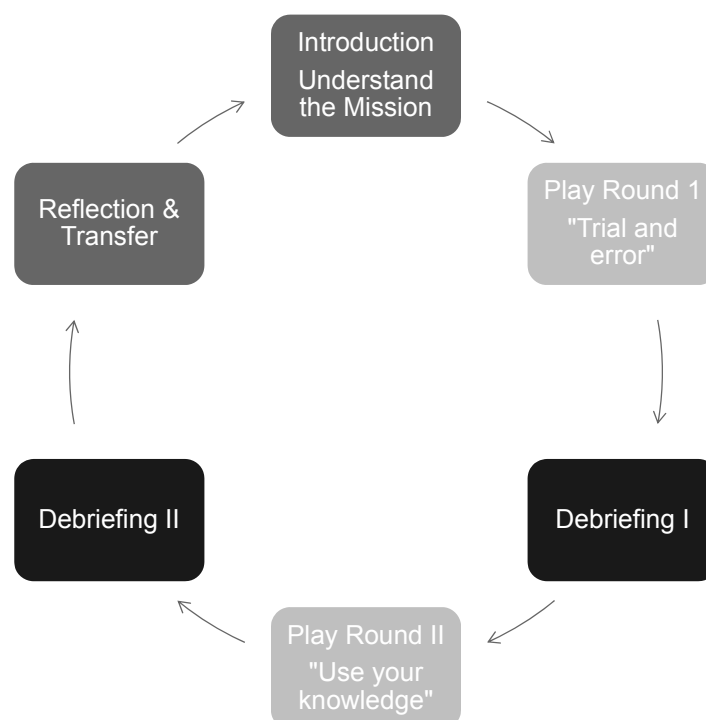 Introduction
Understand
the Mission
Play Round 1
"Trial and
error"
Debriefing I
Play Round II
"Use your
knowledge"
Debriefing II
Reflection &
Transfer